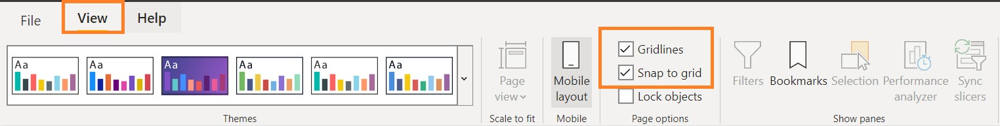 File View Help
Aa Aa Aa Aa Aa Aa
Gridlines
Snap to grid
Lock objects
Page
view
Mobile
layout
Filters
Bookmarks
Selection
Performance
analyzer
Sync
slicers
Themes
Scale to fit
Mobile
Page options
Show panes